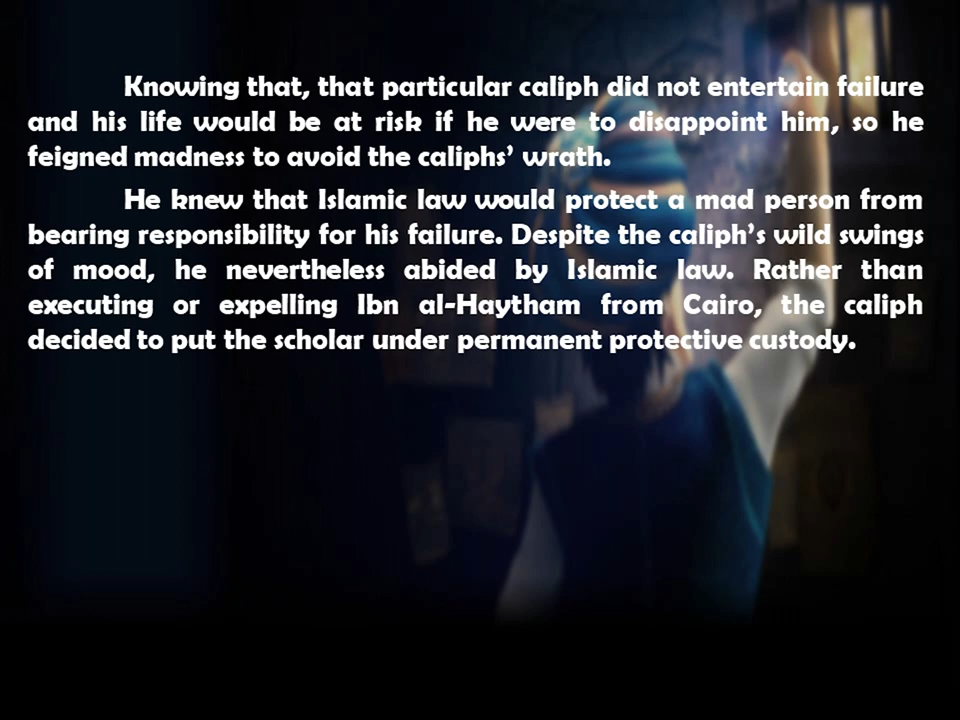 Knowing that, that particular caliph did not entertain failure
and his life would be at risk if he were to disappoint him, so he
feigned madness to avoid the caliphs’ wrath.
He knew that Islamic law would protect a mad person from
bearing responsibility for his failure. Despite the caliph’s wild swings
of mood, he nevertheless abided by Islamic law. Rather than
executing or expelling Ibn al-Haytham from Cairo, the caliph
decided to put the scholar under permanent protective custody.